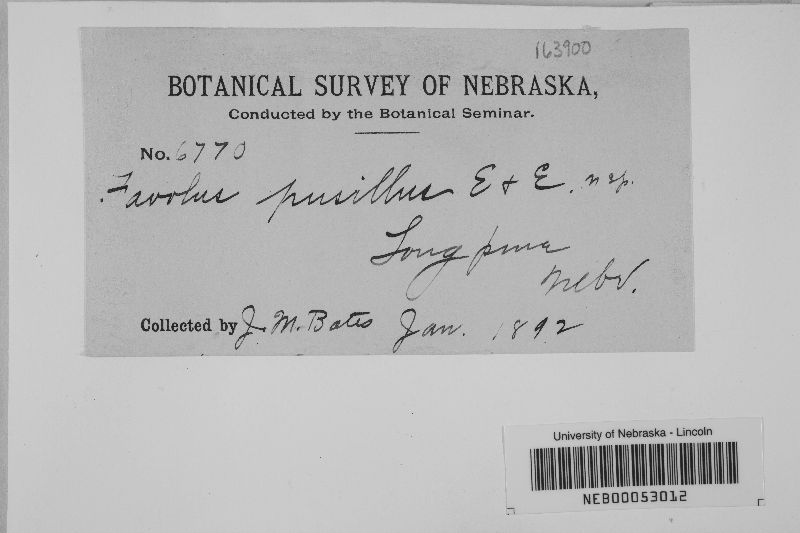 163900
BOTANICAL SURVEY OF NEBRASKA,
Conducted by the Botanical Seminar.
No. 6770
Favolus pusillus E & E. n sp.
Long pine
Nebr.
Collected by J. M. Bates Jan. 1892
University of Nebraska - Lincoln
NEB00053012